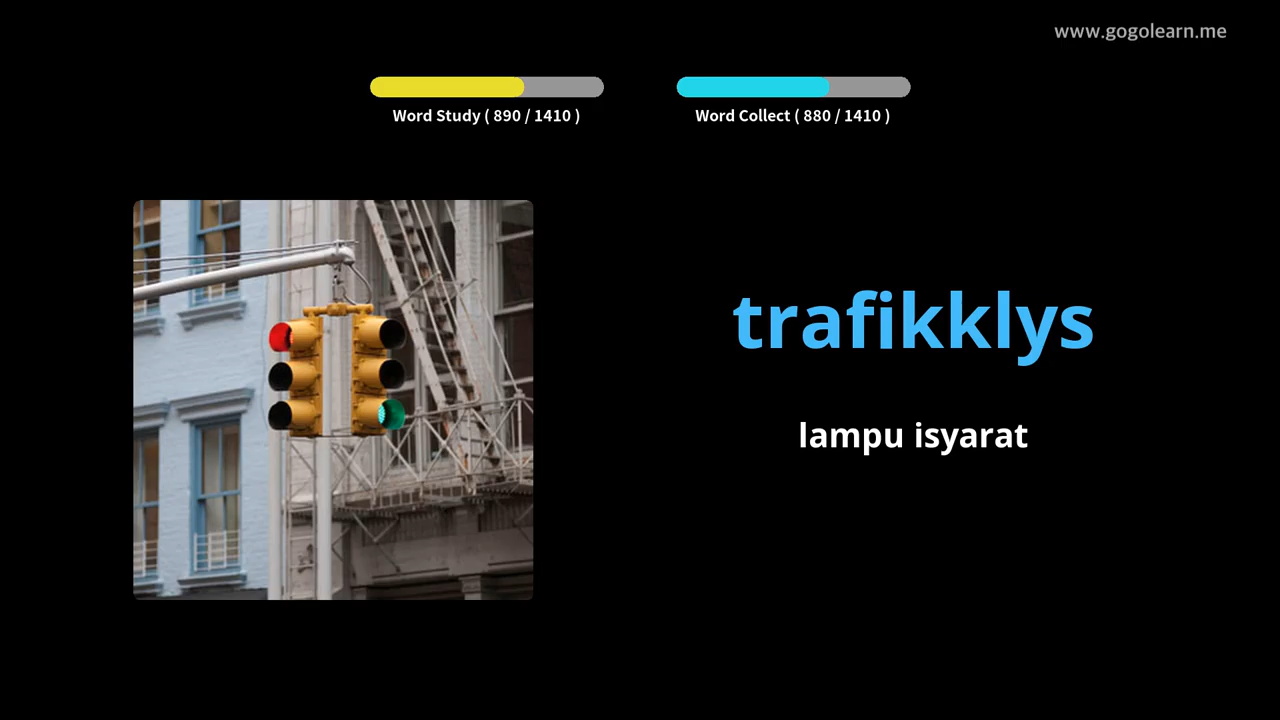 www.gogolearn.me
Word Study ( 890 / 1410 )
Word Collect ( 880 / 1410 )
trafikklys
lampu isyarat